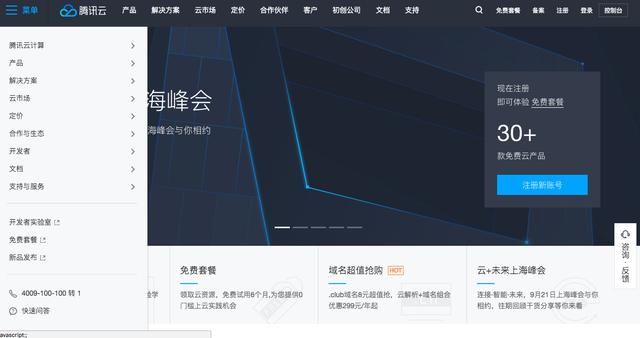 菜单 腾讯云 产品 解决方案 云市场 定价 合作伙伴 客户 初创公司 文档 支持 免费套餐 备案 注册 登录 控制台
腾讯云计算
产品
解决方案
云市场
定价
合作与生态
开发者
文档
支持与服务
开发者实验室
免费套餐
新品发布
4009-100-100 转 1
快速问答
avascript:;
海峰会
上海峰会与你相约
现在注册
即可体验 免费套餐
30+
款免费云产品
注册新账号
咨询·反馈
验学
免费套餐
领取云资源，免费试用6个月,为您提供0
门槛上云实践机会
域名超值抢购 HOT
.club域名8元超值抢，云解析+域名组合
优惠299元/年起
云+未来上海峰会
连接·智能·未来，9月21日上海峰会与你
相约，往期回顾干货分享等你来看